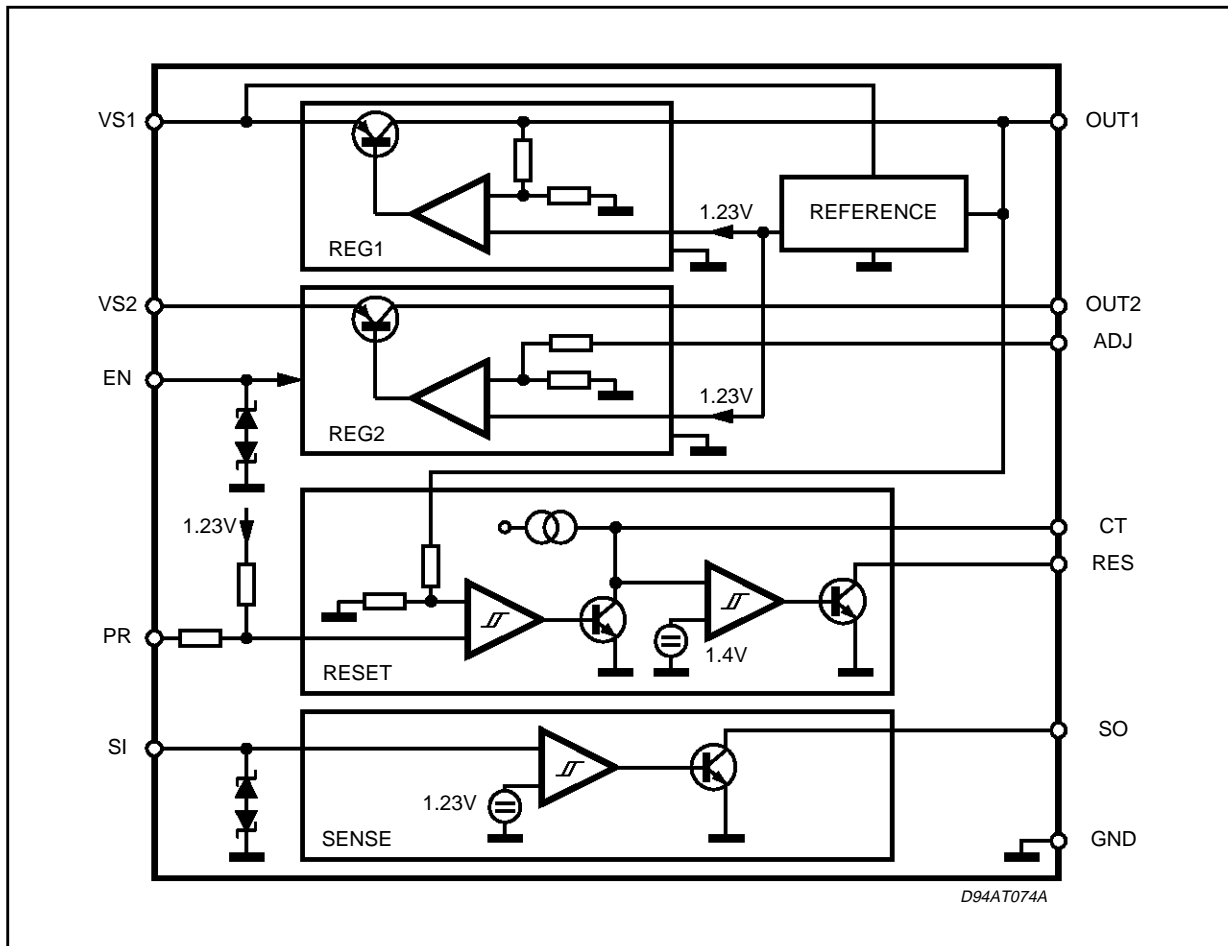 VS1
OUT1
REFERENCE
1.23V
REG1
VS2
OUT2
ADJ
EN
1.23V
REG2
1.23V
CT
RES
PR
1.4V
RESET
SI
SO
1.23V
SENSE
GND
D94AT074A